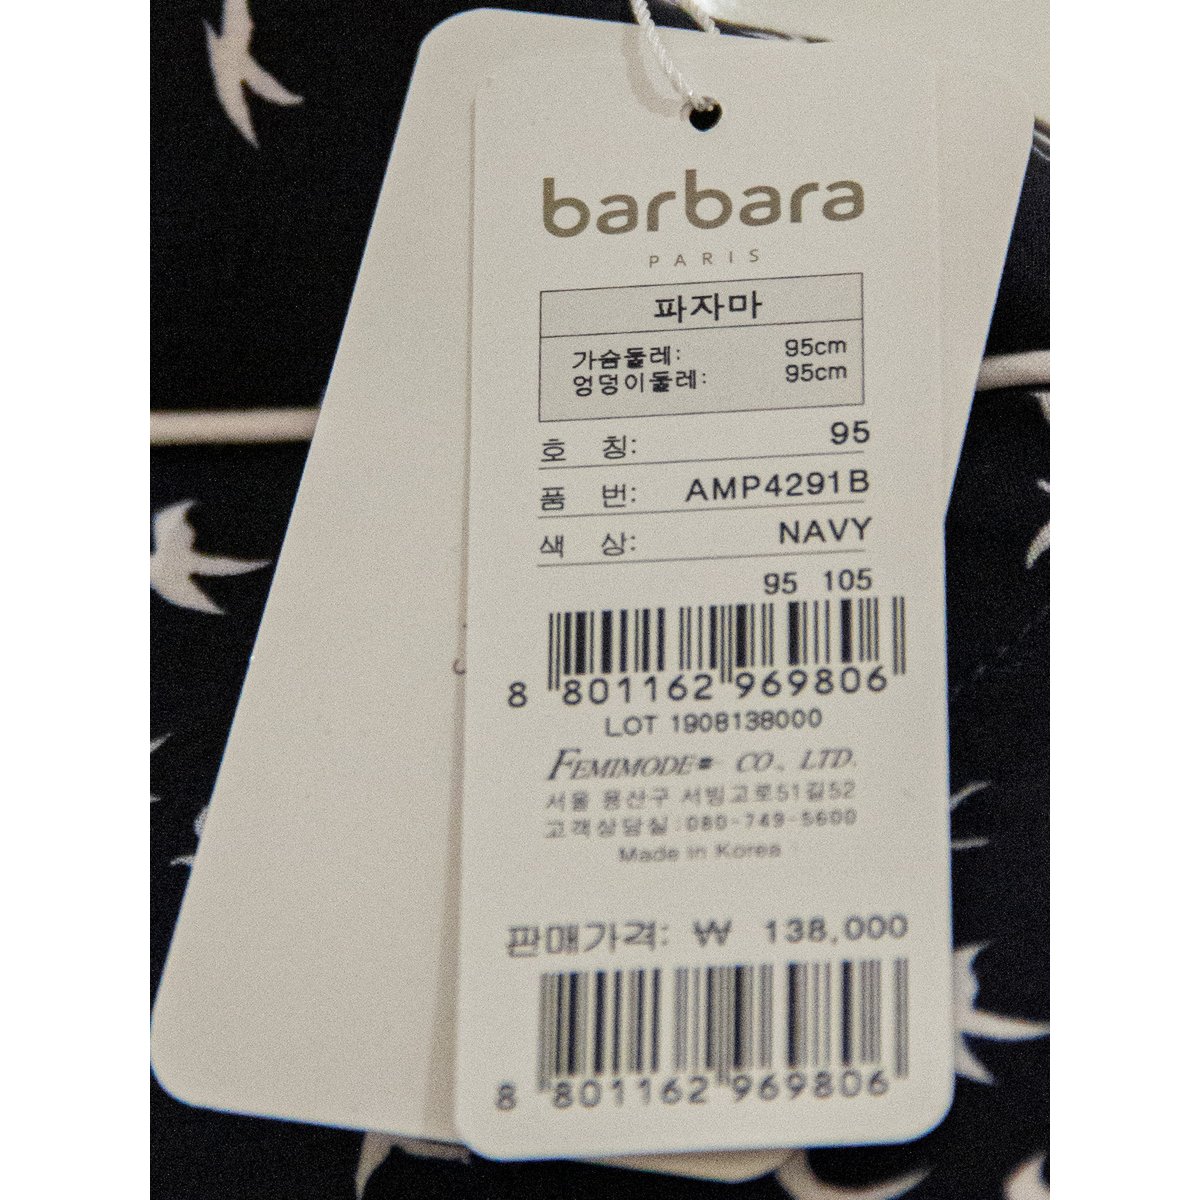 barbara
PARIS
파자마
가슴둘레: 95cm
엉덩이둘레: 95cm
호 칭: 95
품 번: AMP4291B
색 상: NAVY
95 105
8 801162 969806
LOT 1908138000
FEMIMODE CO., LTD.
서울 용산구 서빙고로51길52
고객상담실:080-749-5600
Made in Korea
판매가격: ₩ 138,000
8 801162 969806